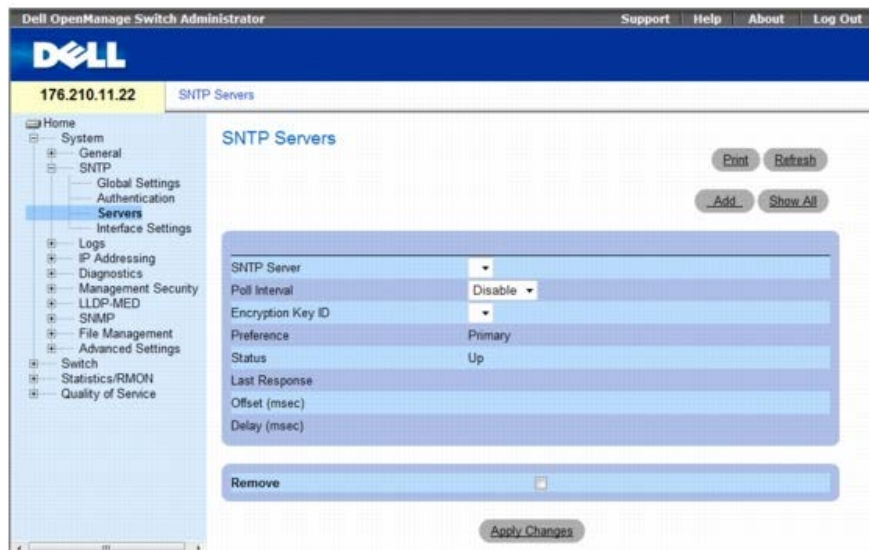 Dell OpenManage Switch Administrator Support Help About Log Out
DELL
176.210.11.22 SNTP Servers
Home
System
General
SNTP
Global Settings
Authentication
Servers
Interface Settings
Logs
IP Addressing
Diagnostics
Management Security
LLDP-MED
SNMP
File Management
Advanced Settings
Switch
Statistics/RMON
Quality of Service
SNTP Servers
Print Refresh
Add Show All
SNTP Server
Poll Interval Disable
Encryption Key ID
Preference Primary
Status Up
Last Response
Offset (msec)
Delay (msec)
Remove
Apply Changes